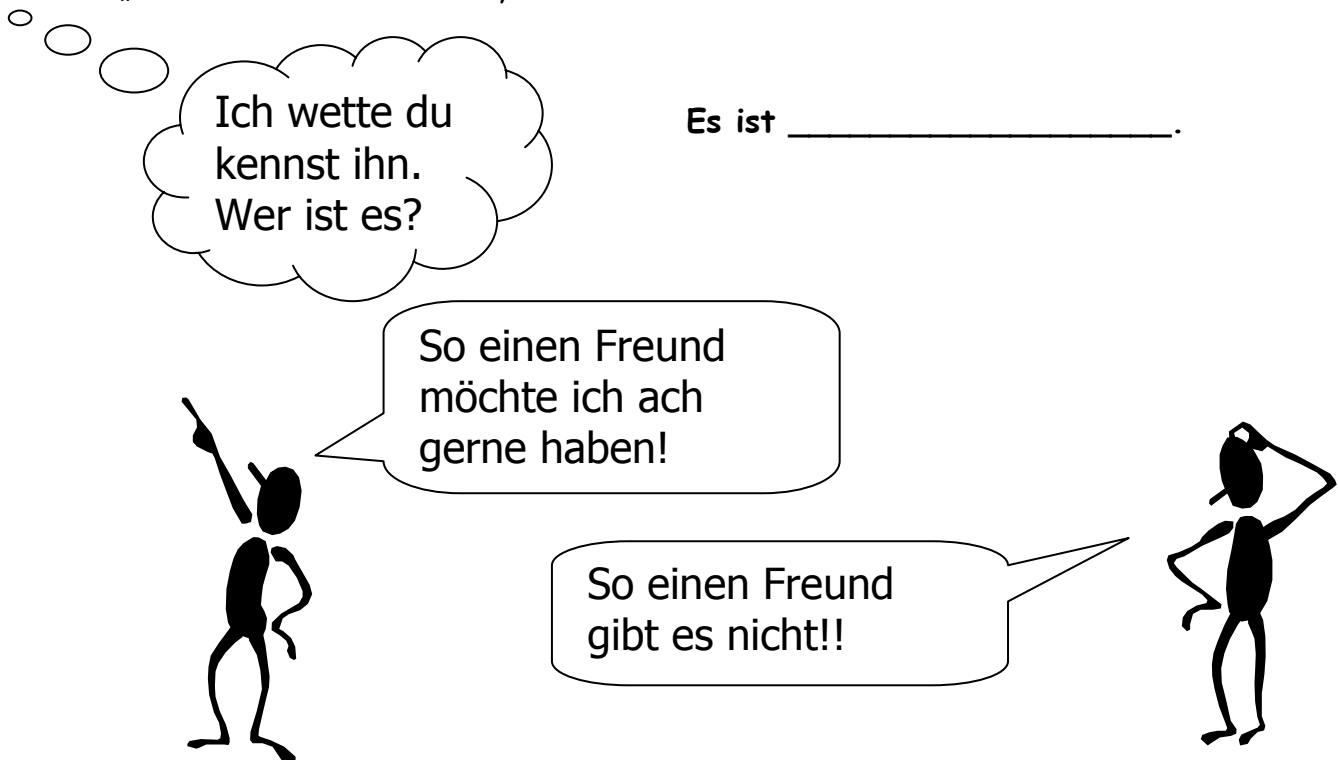 Ich wette du
kennst ihn.
Wer ist es?
Es ist ___________________.
So einen Freund
möchte ich ach
gerne haben!
So einen Freund
gibt es nicht!!